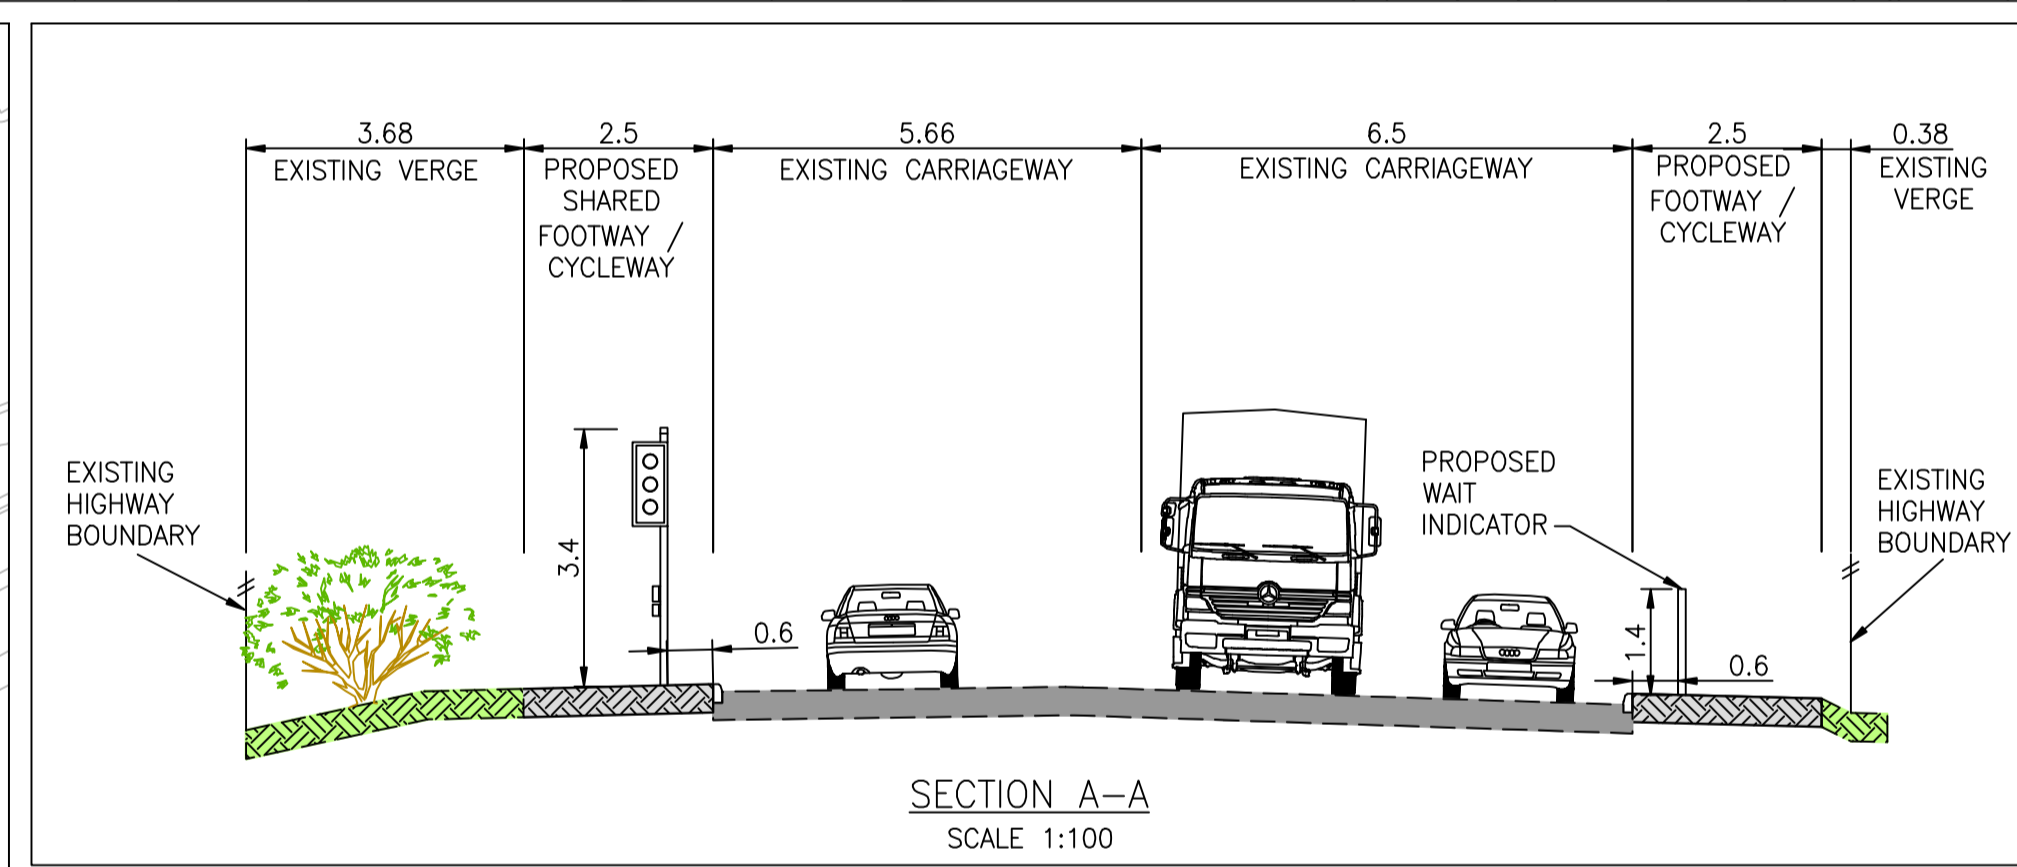 3.68
EXISTING VERGE
2.5
PROPOSED
SHARED
FOOTWAY /
CYCLEWAY
5.66
EXISTING CARRIAGEWAY
6.5
EXISTING CARRIAGEWAY
2.5
PROPOSED
FOOTWAY /
CYCLEWAY
0.38
EXISTING
VERGE
EXISTING
HIGHWAY
BOUNDARY
3.4
0.6
PROPOSED
WAIT
INDICATOR
1.4
0.6
EXISTING
HIGHWAY
BOUNDARY
SECTION A-A
SCALE 1:100